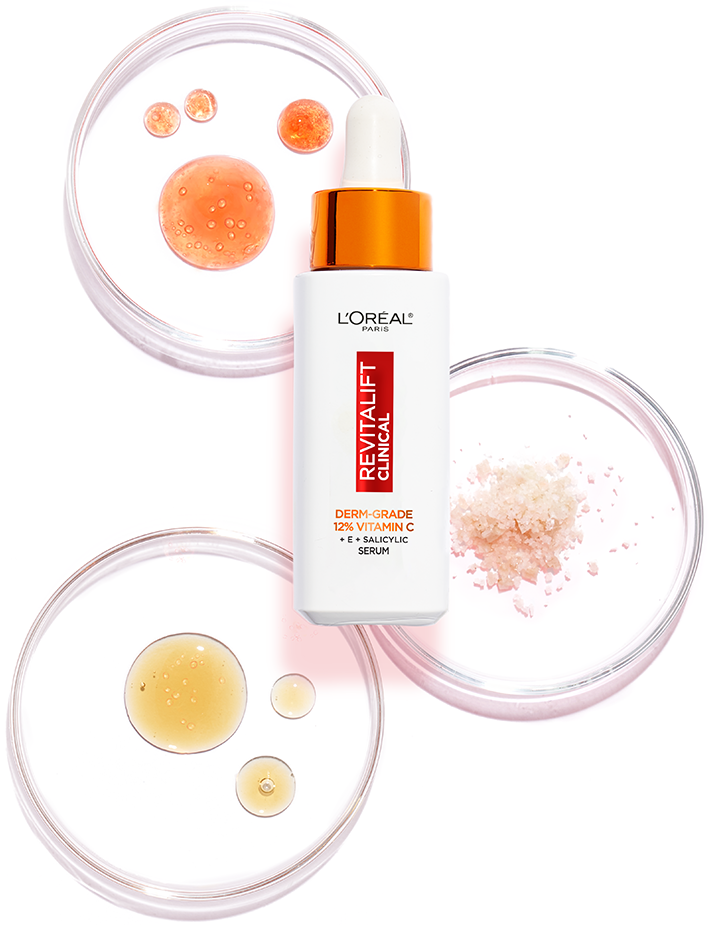 L'ORÉAL®
PARIS
REVITALIFT
CLINICAL
DERM-GRADE
12% VITAMIN C
+ E + SALICYLIC
SERUM